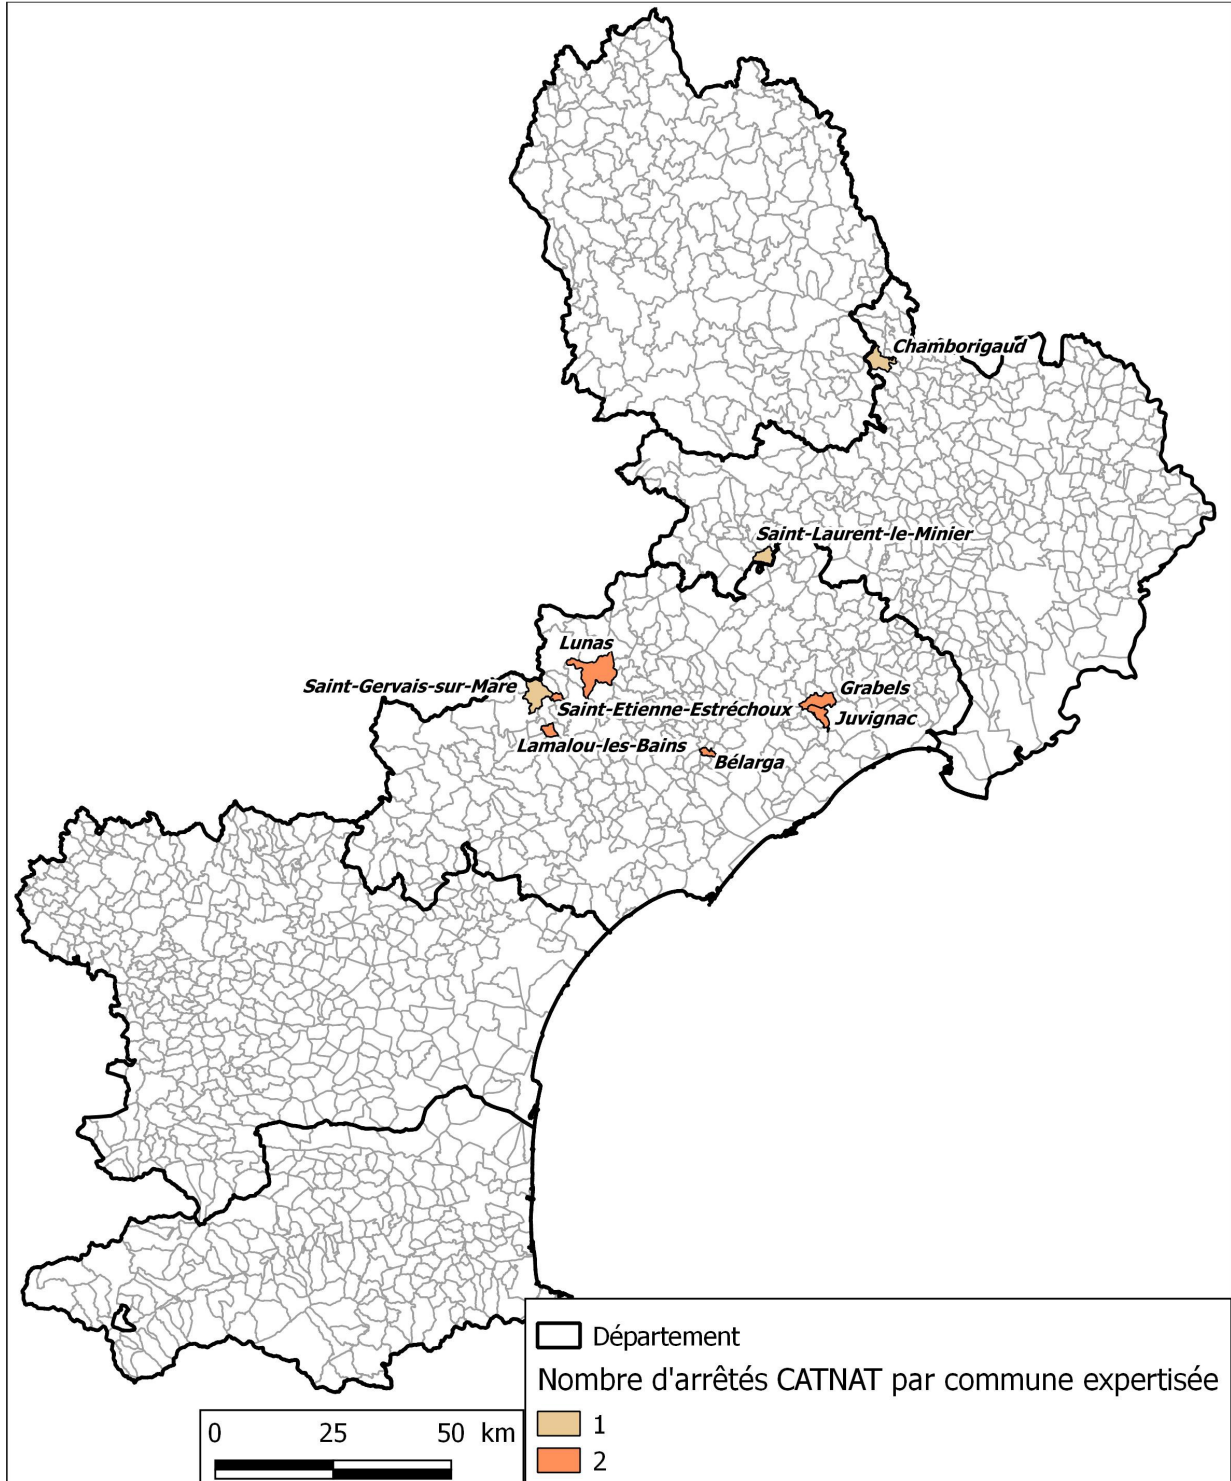 Chamborigaud
Saint-Laurent-le-Minier
Lunas
Saint-Gervais-sur-Mare
Saint-Etienne-Estréchoux
Grabels
Juvignac
Lamalou-les-Bains
Bélarga
Département
Nombre d'arrêtés CATNAT par commune expertisée
1
2
0 25 50 km